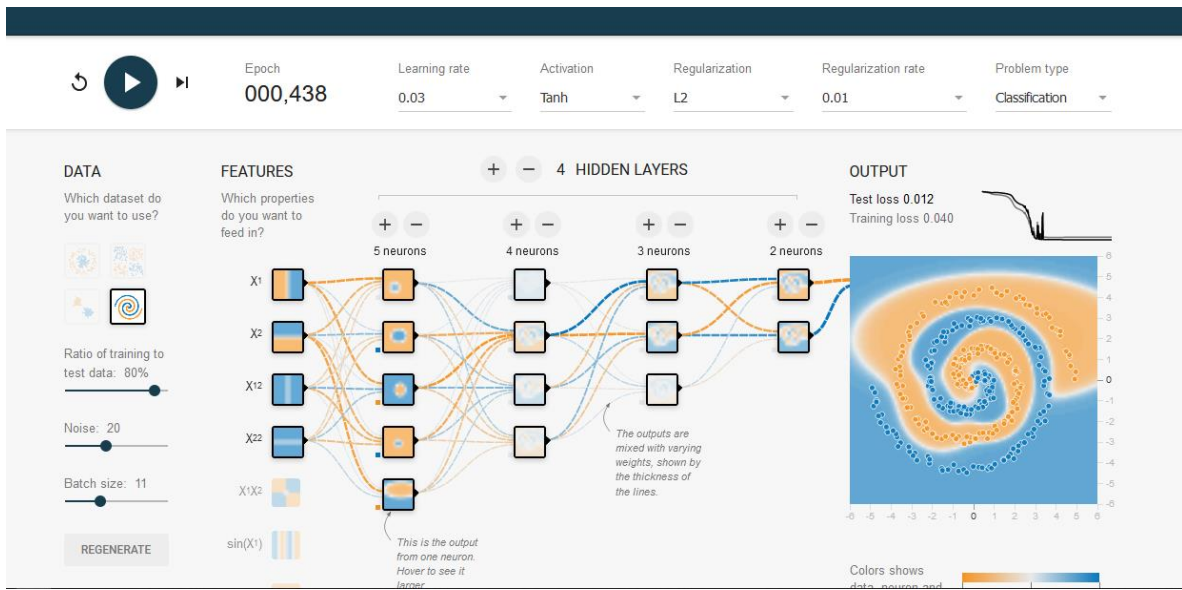 Epoch
000,438
Learning rate
0.03
Activation
Tanh
Regularization
L2
Regularization rate
0.01
Problem type
Classification
DATA
Which dataset do
you want to use?
Ratio of training to
test data: 80%
Noise: 20
Batch size: 11
REGENERATE
FEATURES
Which properties
do you want to
feed in?
X1
X2
X12
X22
X1X2
sin(X1)
+ − 4 HIDDEN LAYERS
+ −
5 neurons
+ −
4 neurons
+ −
3 neurons
+ −
2 neurons
The outputs are
mixed with varying
weights, shown by
the thickness of
the lines.
This is the output
from one neuron.
Hover to see it
larger.
OUTPUT
Test loss 0.012
Training loss 0.040
6
5
4
3
2
1
0
-1
-2
-3
-4
-5
-6
-6 -5 -4 -3 -2 -1 0 1 2 3 4 5 6
Colors shows
data, neuron and